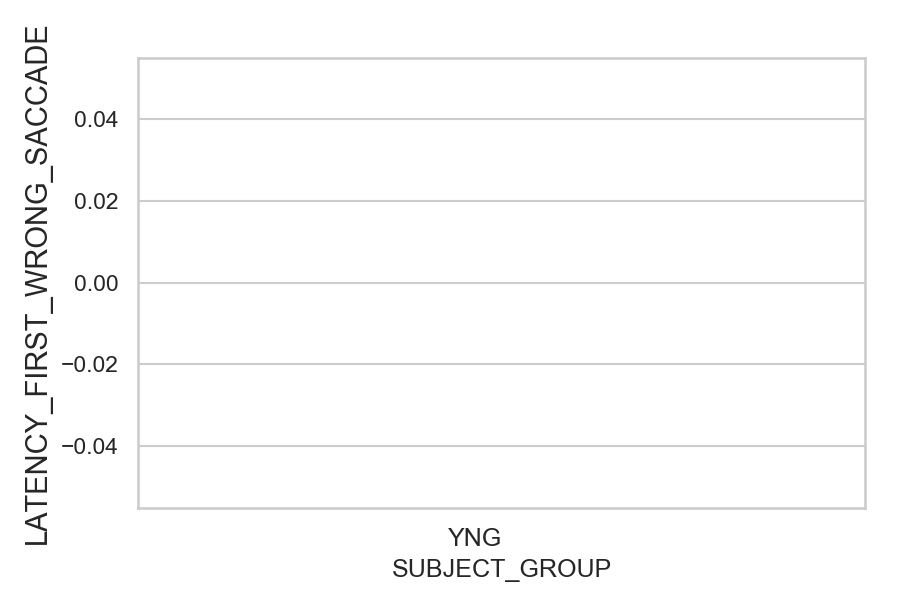 LATENCY_FIRST_WRONG_SACCADE
0.04
0.02
0.00
−0.02
−0.04
YNG
SUBJECT_GROUP